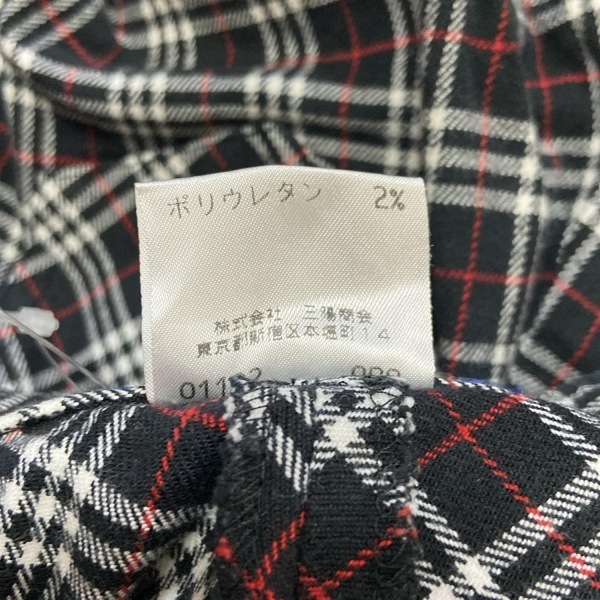 ポリウレタン 2%
株式会社 三陽商会
東京都新宿区本塩町14